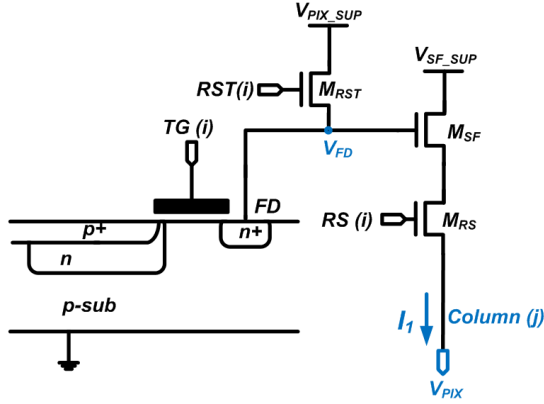 V_PIX_SUP
V_SF_SUP
RST(i)
M_RST
TG (i)
M_SF
V_FD
FD
RS (i)
M_RS
p+
n+
n
p-sub
I_1
Column (j)
V_PIX